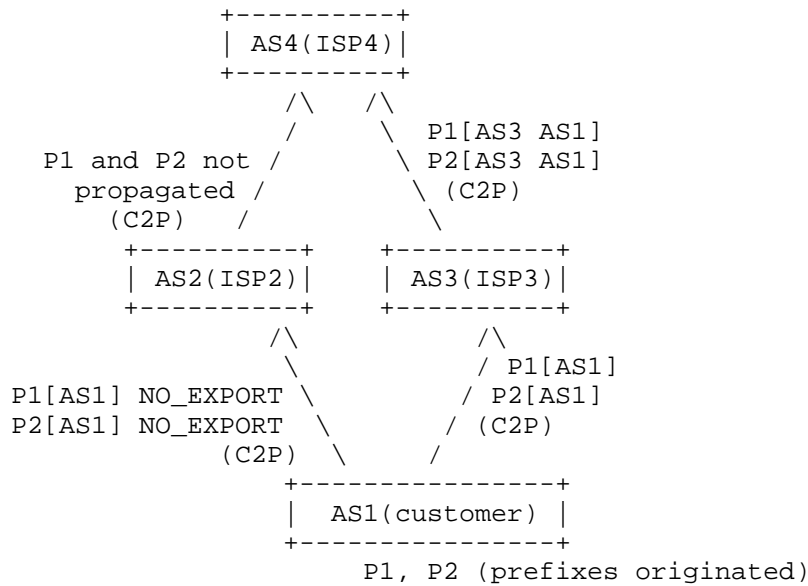 +----------+
| AS4(ISP4)|
+----------+
/\ /\
/ \ P1[AS3 AS1]
P1 and P2 not / \ P2[AS3 AS1]
propagated / \ (C2P)
(C2P) / \
+----------+ +----------+
| AS2(ISP2)| | AS3(ISP3)|
+----------+ +----------+
/\ /\
\ / P1[AS1]
P1[AS1] NO_EXPORT \ / P2[AS1]
P2[AS1] NO_EXPORT \ / (C2P)
(C2P) \ /
+----------------+
| AS1(customer) |
+----------------+
P1, P2 (prefixes originated)